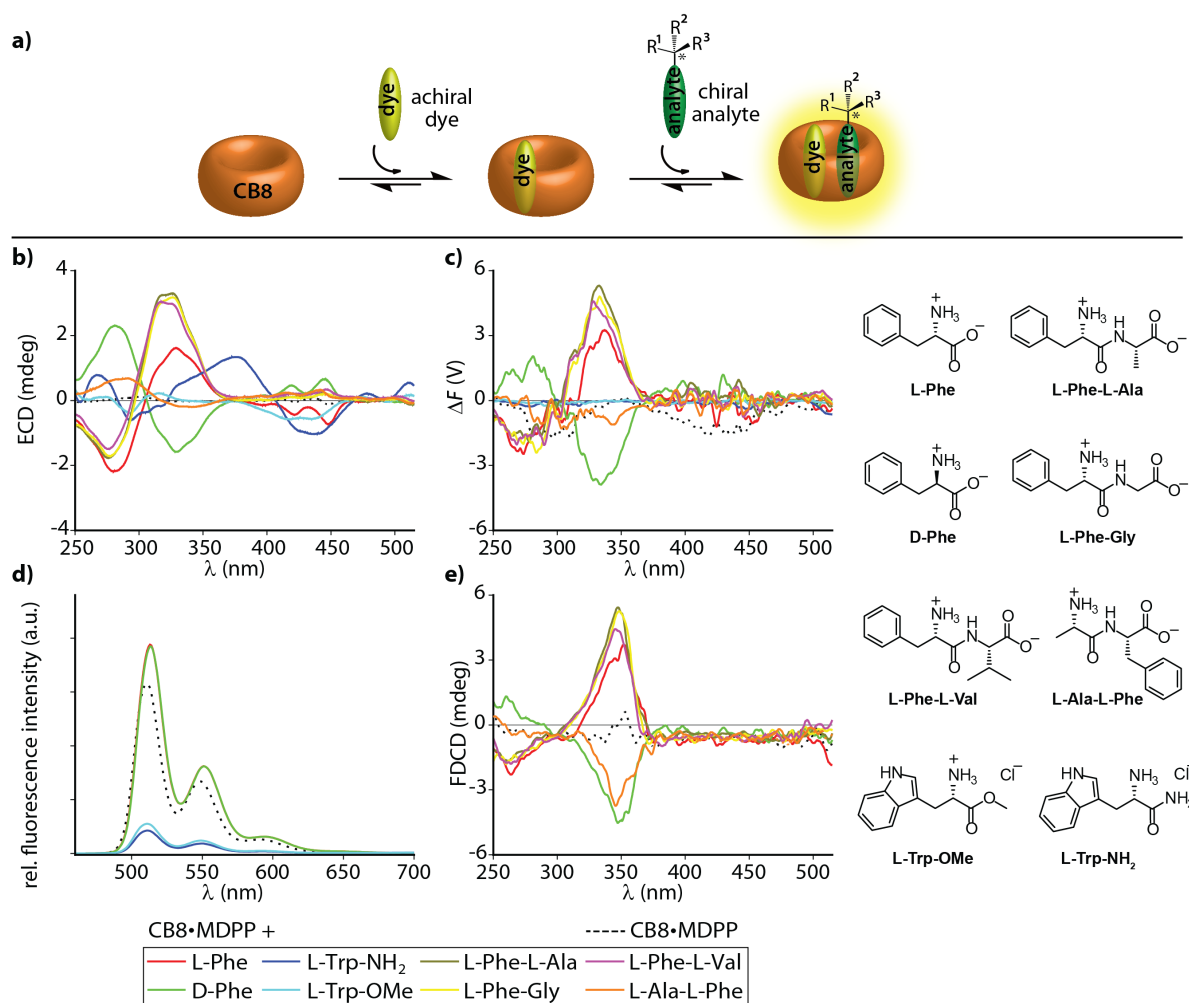 a)
dye
achiral
dye
R1
R2
R3
*
analyte
chiral
analyte
CB8
dye
R1
R2
R3
*
dye
analyte
b)
4
2
0
-2
-4
ECD (mdeg)
250
300
350
400
450
500
λ (nm)
c)
6
3
0
-3
-6
ΔF (V)
250
300
350
400
450
500
λ (nm)
+
NH3
O
O−
L-Phe
+
NH3
H
N
O
O
O−
L-Phe-L-Ala
+
NH3
O
O−
D-Phe
+
NH3
H
N
O
O
O−
L-Phe-Gly
d)
rel. fluorescence intensity (a.u.)
500
550
600
650
700
λ (nm)
e)
6
3
0
-3
-6
FDCD (mdeg)
250
300
350
400
450
500
λ (nm)
+
NH3
H
N
O
O
O−
L-Phe-L-Val
+
NH3
H
N
O
O
O−
L-Ala-L-Phe
HN
+
NH3
Cl−
O
O
L-Trp-OMe
HN
NH3
Cl
NH2
O
L-Trp-NH2
CB8•MDPP +
CB8•MDPP
L-Phe
L-Trp-NH2
L-Phe-L-Ala
L-Phe-L-Val
D-Phe
L-Trp-OMe
L-Phe-Gly
L-Ala-L-Phe